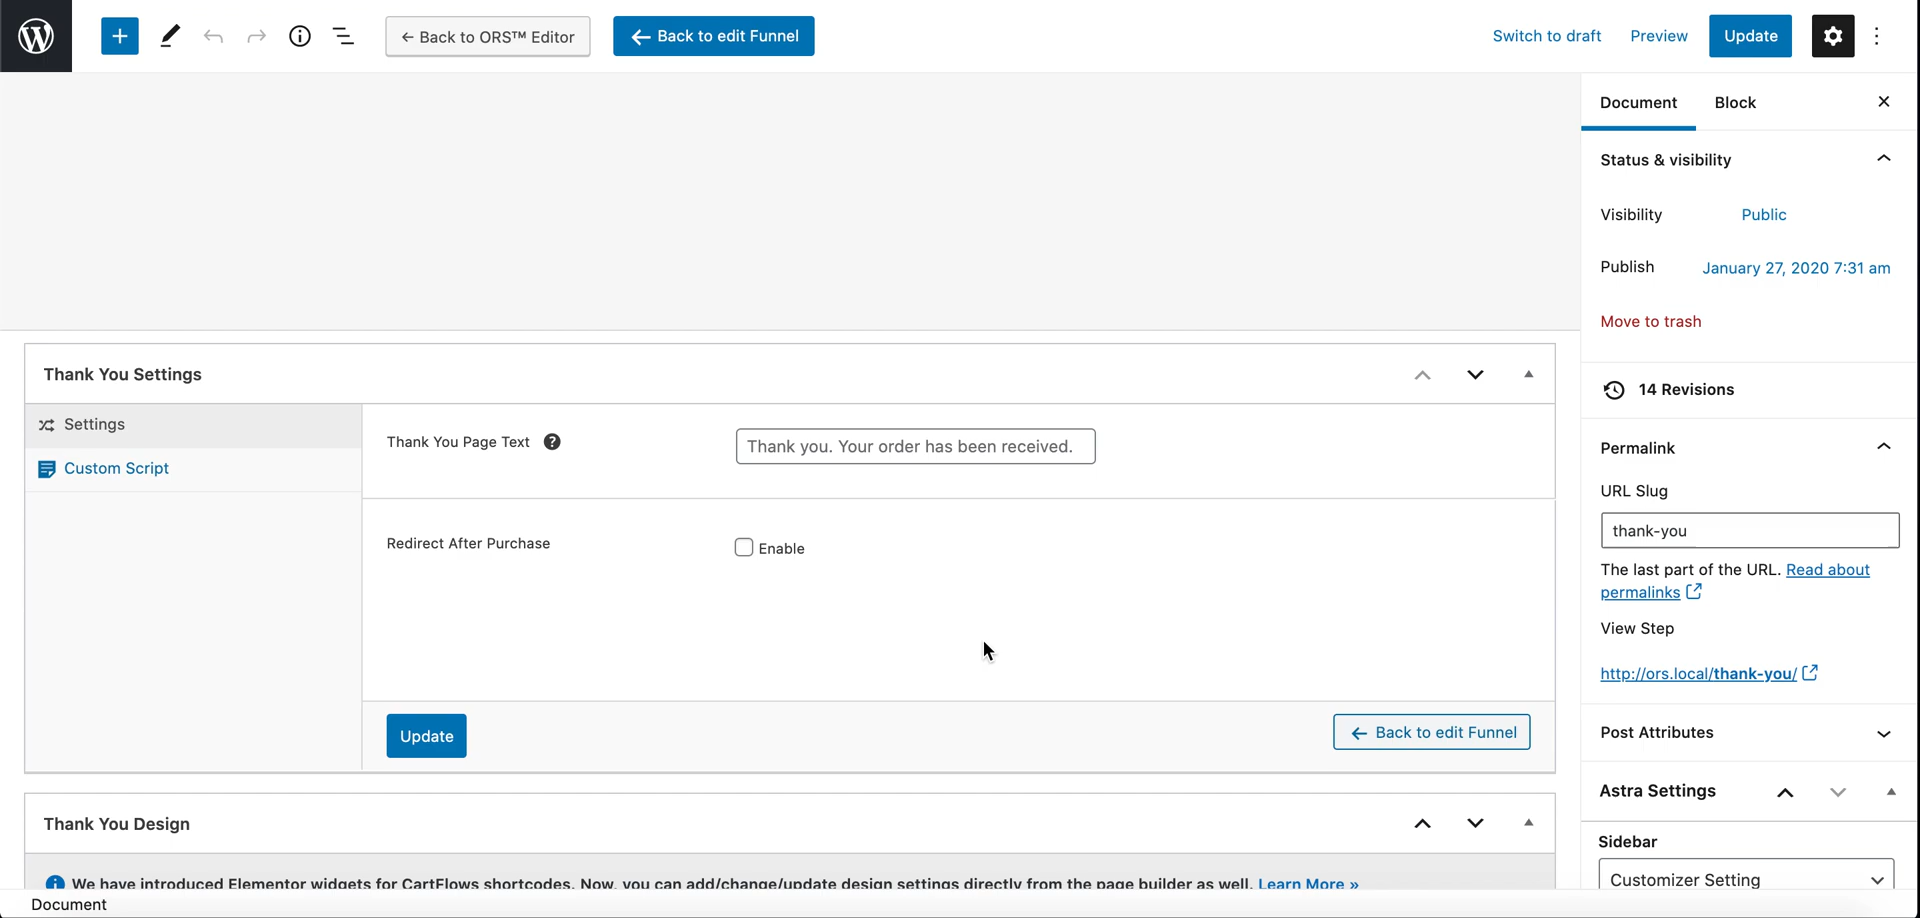 ← Back to ORS™ Editor
← Back to edit Funnel
Switch to draft
Preview
Update
Document
Block
Status & visibility
Visibility
Public
Publish
January 27, 2020 7:31 am
Move to trash
14 Revisions
Permalink
URL Slug
thank-you
The last part of the URL. Read about
permalinks
View Step
http://ors.local/thank-you/
Post Attributes
Astra Settings
Sidebar
Customizer Setting
Thank You Settings
Settings
Custom Script
Thank You Page Text
Thank you. Your order has been received.
Redirect After Purchase
Enable
Update
← Back to edit Funnel
Thank You Design
We have introduced Elementor widgets for CartFlows shortcodes. Now, you can add/change/update design settings directly from the page builder as well. Learn More »
Document